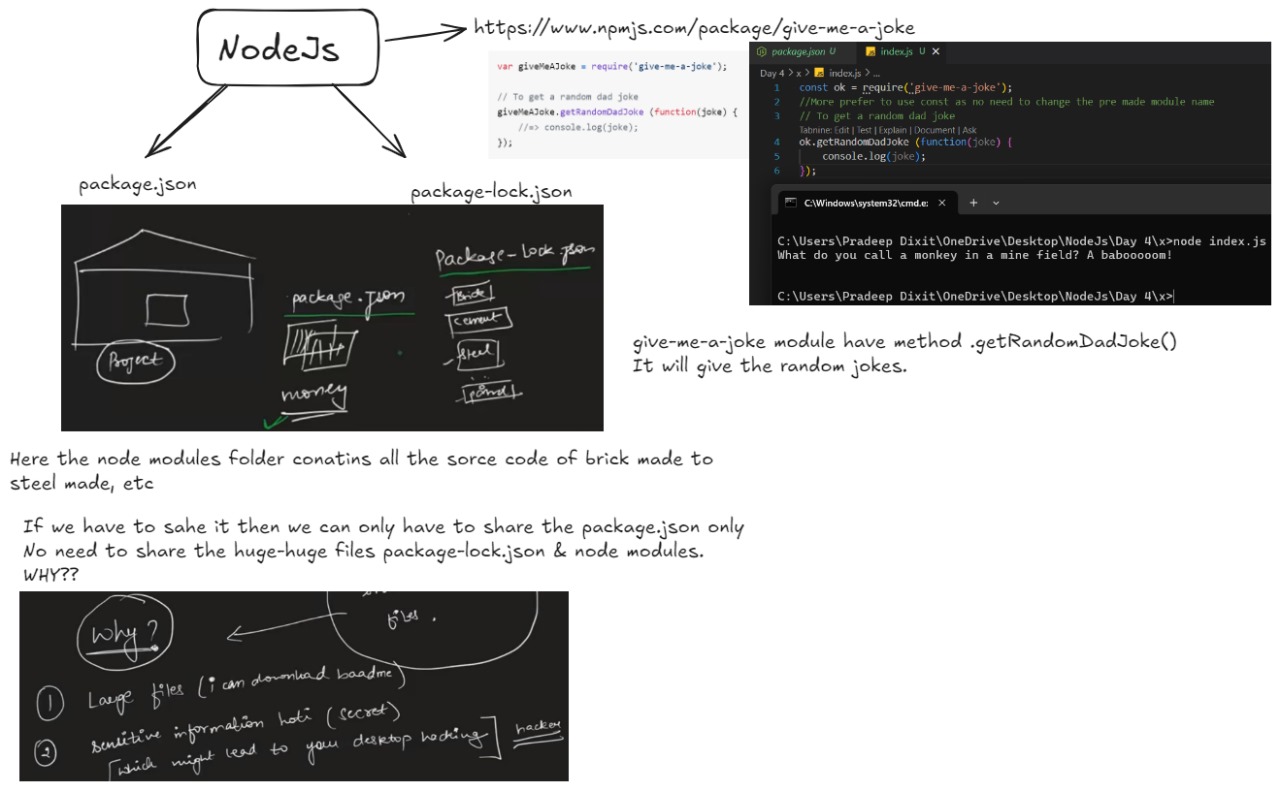 NodeJs
https://www.npmjs.com/package/give-me-a-joke
var giveMeAJoke = require('give-me-a-joke');
// To get a random dad joke
giveMeAJoke.getRandomDadJoke (function(joke) {
//=> console.log(joke);
});
package.json U
index.js U
Day 4 > x > index.js > ...
1 const ok = require('give-me-a-joke');
2 //More prefer to use const as no need to change the pre made module name
3 // To get a random dad joke
Tabnine: Edit | Test | Explain | Document | Ask
4 ok.getRandomDadJoke (function(joke) {
5 console.log(joke);
6 });
C:\Windows\system32\cmd.e:
C:\Users\Pradeep Dixit\OneDrive\Desktop\NodeJs\Day 4\x>node index.js
What do you call a monkey in a mine field? A babooooom!
C:\Users\Pradeep Dixit\OneDrive\Desktop\NodeJs\Day 4\x>
give-me-a-joke module have method .getRandomDadJoke()
It will give the random jokes.
package.json
package-lock.json
Project
package.json
money
Package-lock.json
Brick
Cement
steel
Here the node modules folder conatins all the sorce code of brick made to
steel made, etc
If we have to sahe it then we can only have to share the package.json only
No need to share the huge-huge files package-lock.json & node modules.
WHY??
files.
Why?
1 Large files (i can download baadme)
2 sensitive information hoti (secret)
[which might lead to your desktop hacking] hacker